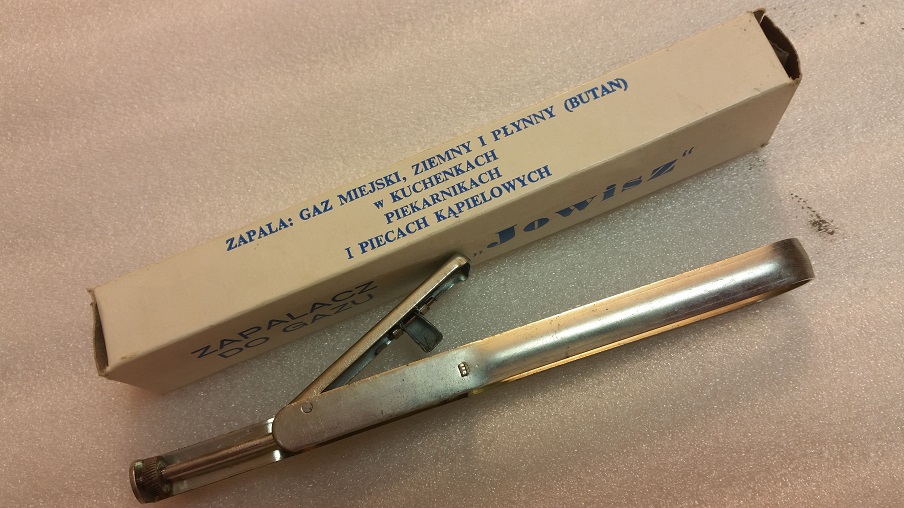 ZAPALA: GAZ MIEJSKI, ZIEMNY I PŁYNNY (BUTAN)
w KUCHENKACH
PIEKARNIKACH
I PIECACH KĄPIELOWYCH
ZAPALACZ
DO GAZU
„Jowisz“